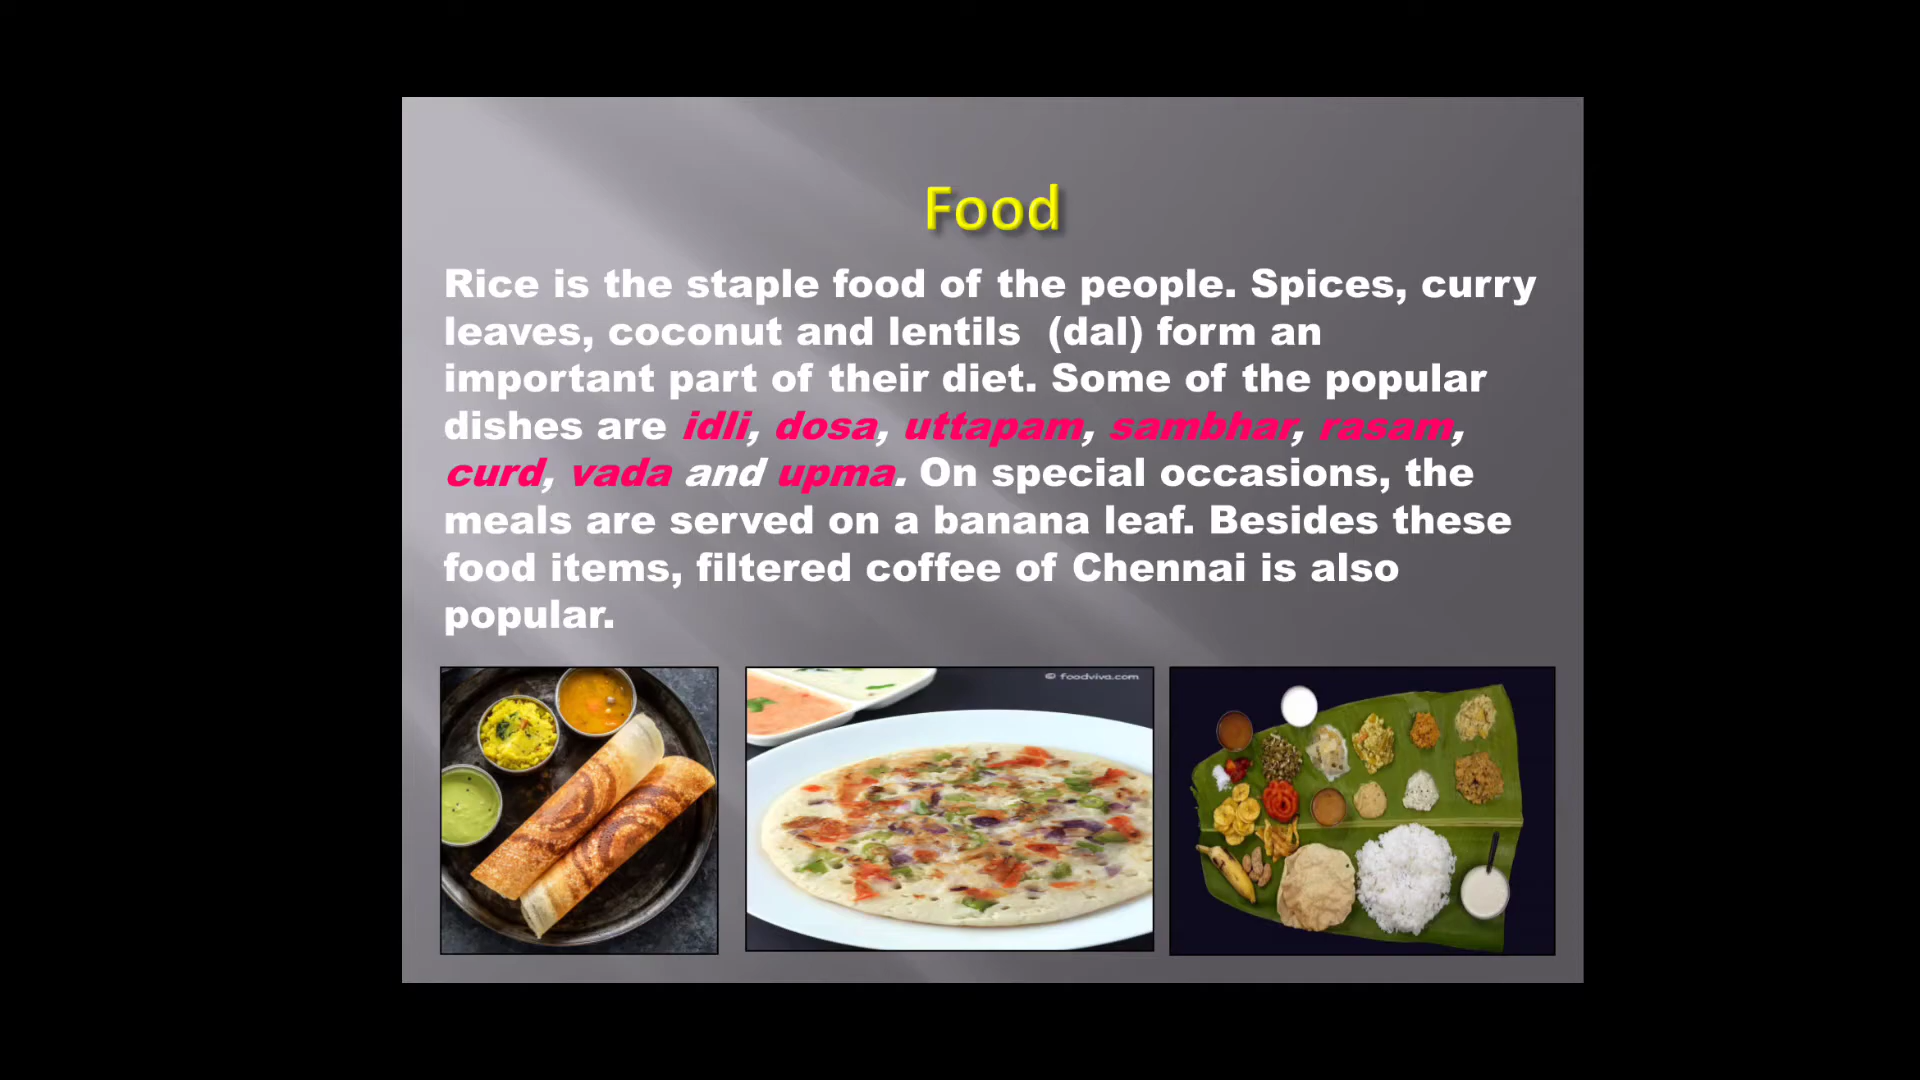 Food
Rice is the staple food of the people. Spices, curry
leaves, coconut and lentils  (dal) form an
important part of their diet. Some of the popular
dishes are idli, dosa, uttapam, sambhar, rasam,
curd, vada and upma. On special occasions, the
meals are served on a banana leaf. Besides these
food items, filtered coffee of Chennai is also
popular.
© foodviva.com